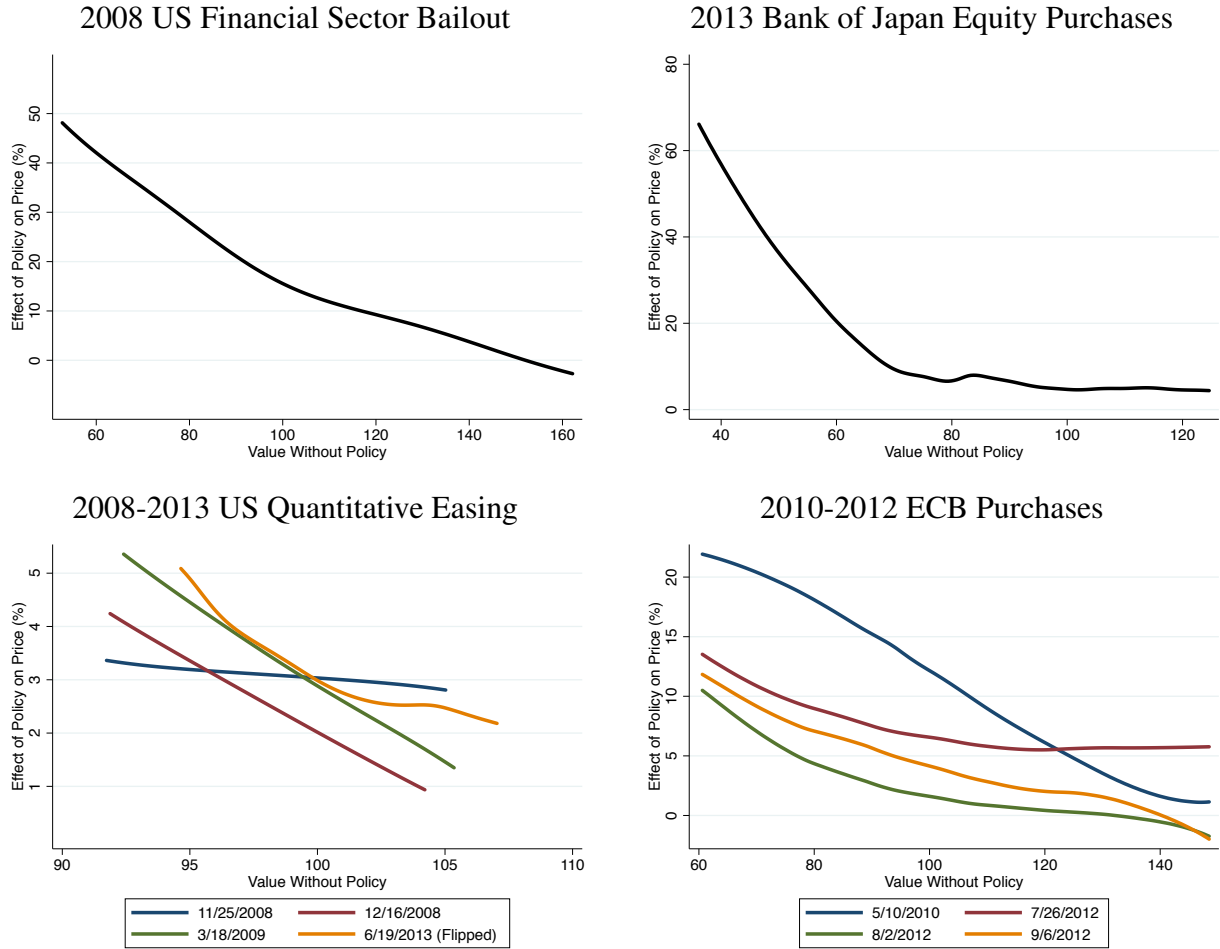 2008 US Financial Sector Bailout
Effect of Policy on Price (%)
50
40
30
20
10
0
60 80 100 120 140 160
Value Without Policy
2013 Bank of Japan Equity Purchases
Effect of Policy on Price (%)
80
60
40
20
0
40 60 80 100 120
Value Without Policy
2008-2013 US Quantitative Easing
Effect of Policy on Price (%)
5
4
3
2
1
90 95 100 105 110
Value Without Policy
11/25/2008 12/16/2008
3/18/2009 6/19/2013 (Flipped)
2010-2012 ECB Purchases
Effect of Policy on Price (%)
20
15
10
5
0
60 80 100 120 140
Value Without Policy
5/10/2010 7/26/2012
8/2/2012 9/6/2012